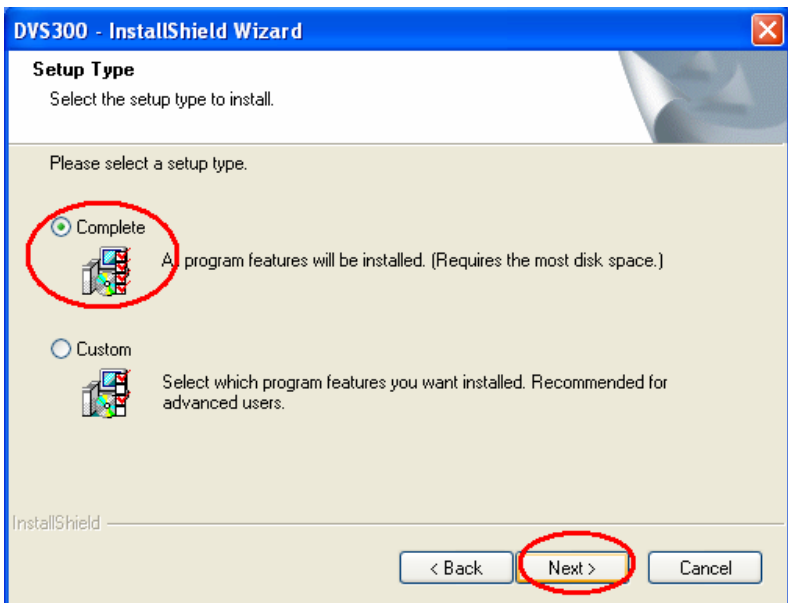 DVS300 - InstallShield Wizard
Setup Type
Select the setup type to install.
Please select a setup type.
Complete
All program features will be installed. (Requires the most disk space.)
Custom
Select which program features you want installed. Recommended for
advanced users.
InstallShield
< Back
Next >
Cancel